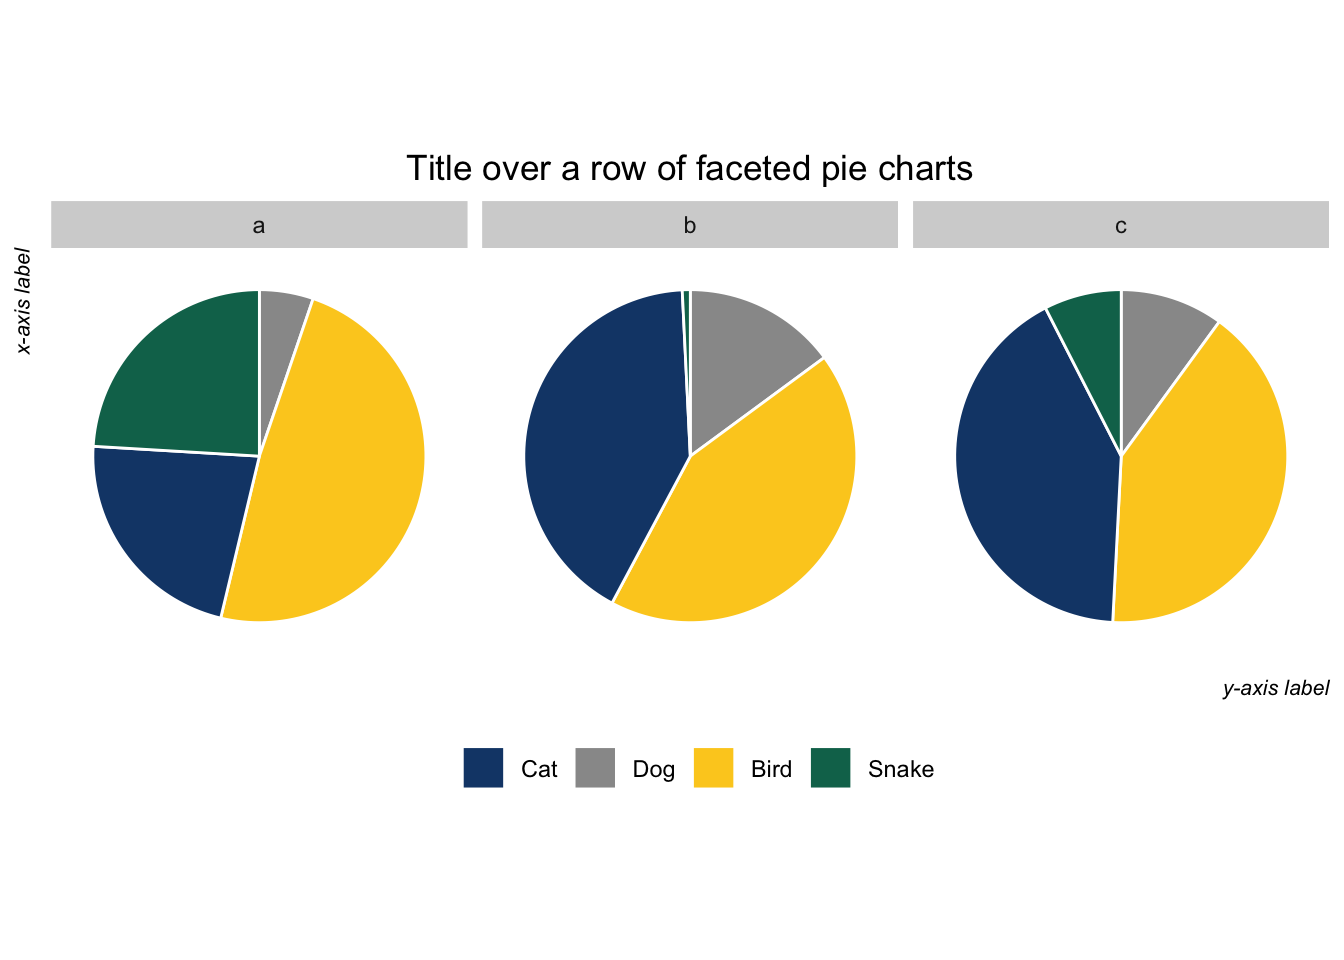 Title over a row of faceted pie charts
a
b
c
x-axis label
y-axis label
Cat
Dog
Bird
Snake